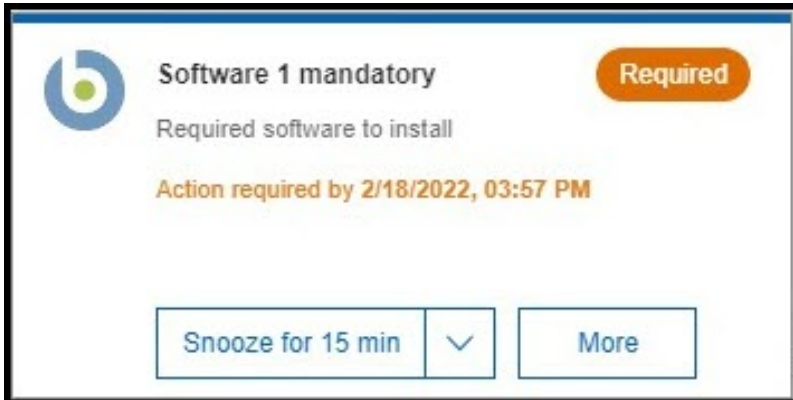 Software 1 mandatory
Required
Required software to install
Action required by 2/18/2022, 03:57 PM
Snooze for 15 min
More